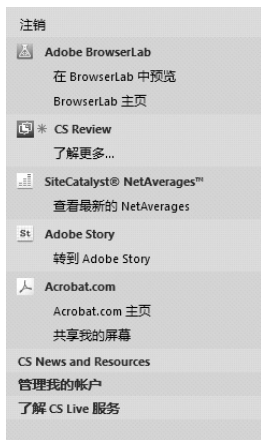 注销
Adobe BrowserLab
在 BrowserLab 中预览
BrowserLab 主页
* CS Review
了解更多...
SiteCatalyst® NetAverages™
查看最新的 NetAverages
St Adobe Story
转到 Adobe Story
Acrobat.com
Acrobat.com 主页
共享我的屏幕
CS News and Resources
管理我的帐户
了解 CS Live 服务